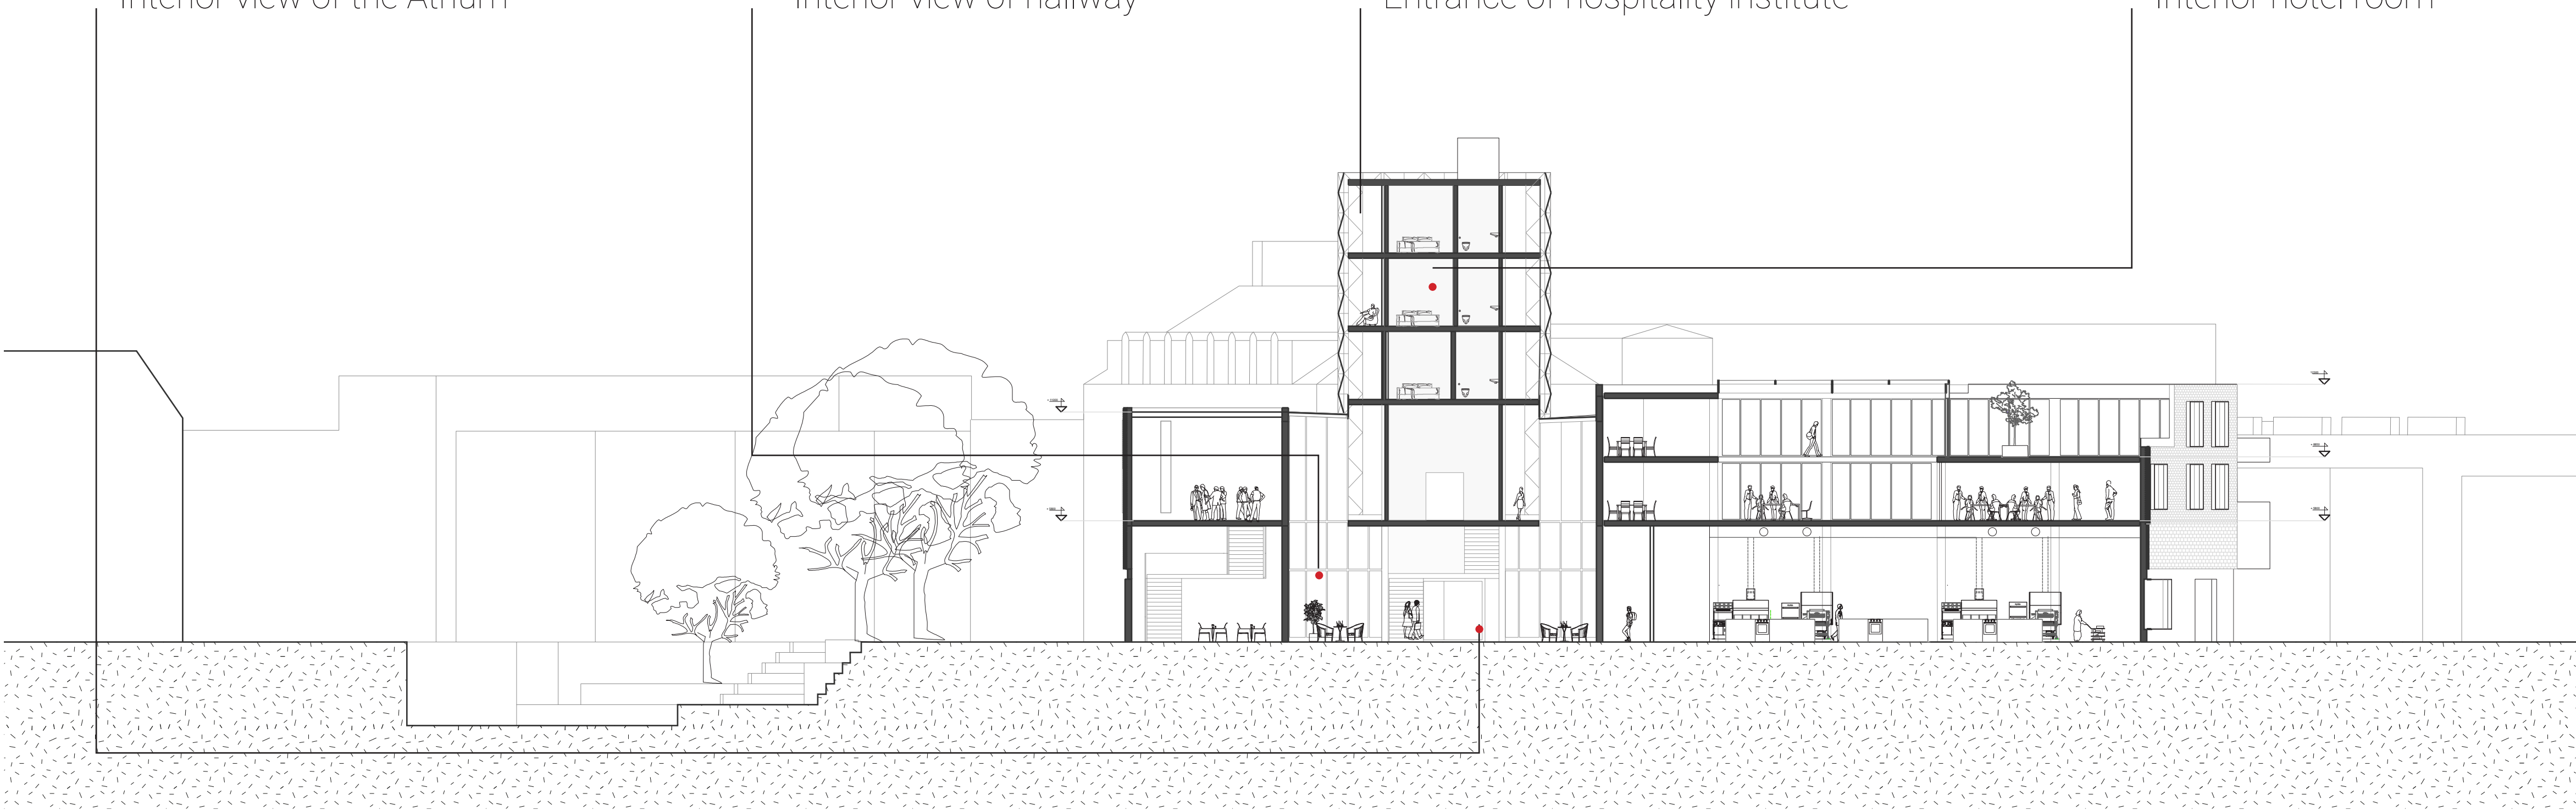 Interior view of the Atrium
Interior view of hallway
Entrance of hospitality institute
Interior hotel room